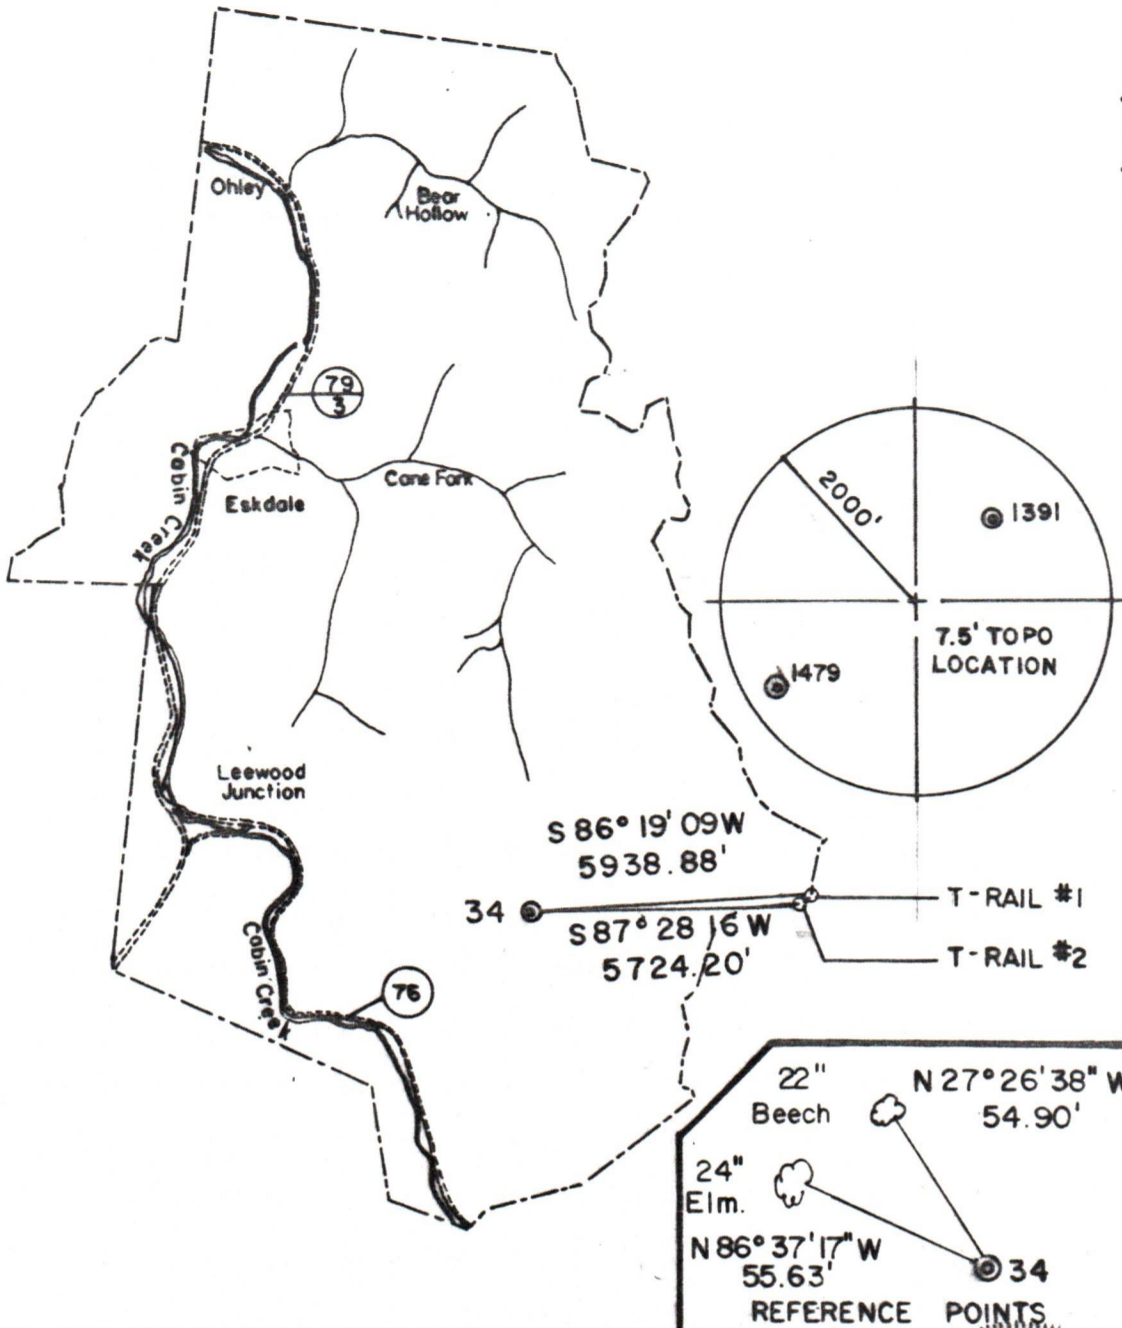 Ohley
Bear
Hollow
79
3
Cabin Creek
Eskdale
Cane Fork
2000'
1391
7.5' TOPO
LOCATION
1479
Leewood
Junction
S 86° 19' 09 W
5938.88'
34
S 87° 28 16 W
5724.20'
T-RAIL #1
T-RAIL #2
Cabin Creek
76
22"
Beech
N 27° 26' 38" W
54.90'
24"
Elm.
N 86° 37' 17" W
55.63'
34
REFERENCE POINTS